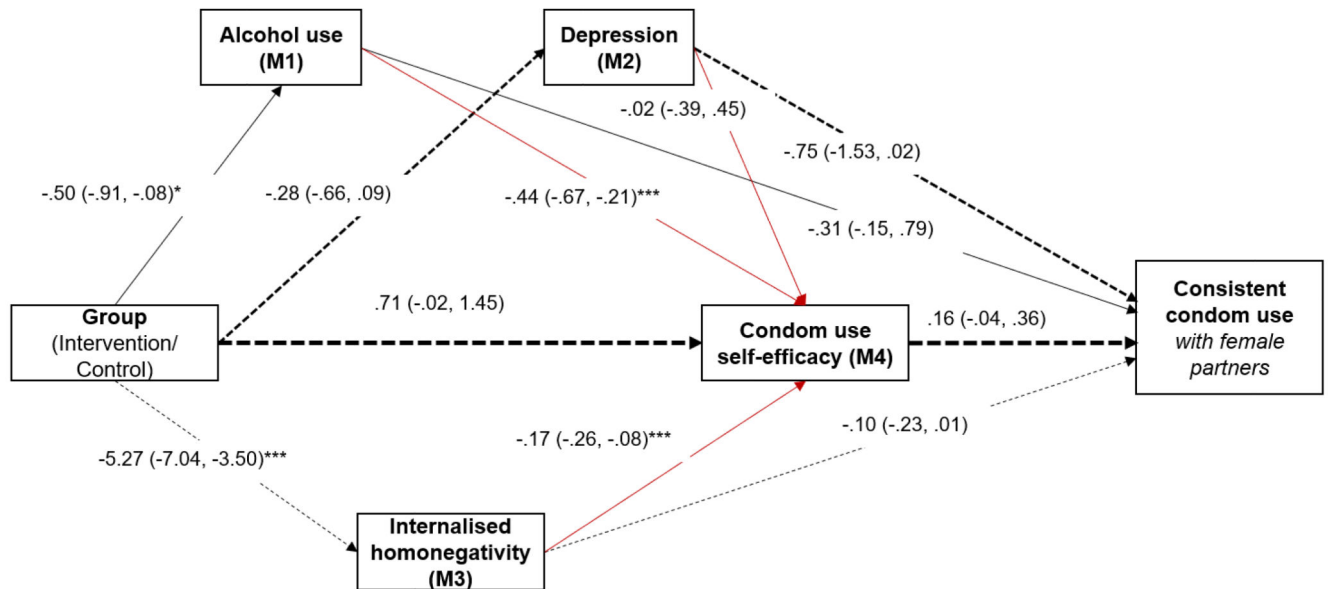 Alcohol use
(M1)
Depression
(M2)
-.02 (-.39, .45)
-.75 (-1.53, .02)
-.50 (-.91, -.08)*
-.28 (-.66, .09)
-.44 (-.67, -.21)***
-.31 (-.15, .79)
Group
(Intervention/
Control)
.71 (-.02, 1.45)
Condom use
self-efficacy (M4)
.16 (-.04, .36)
Consistent
condom use
with female
partners
-5.27 (-7.04, -3.50)***
-.17 (-.26, -.08)***
-.10 (-.23, .01)
Internalised
homonegativity
(M3)